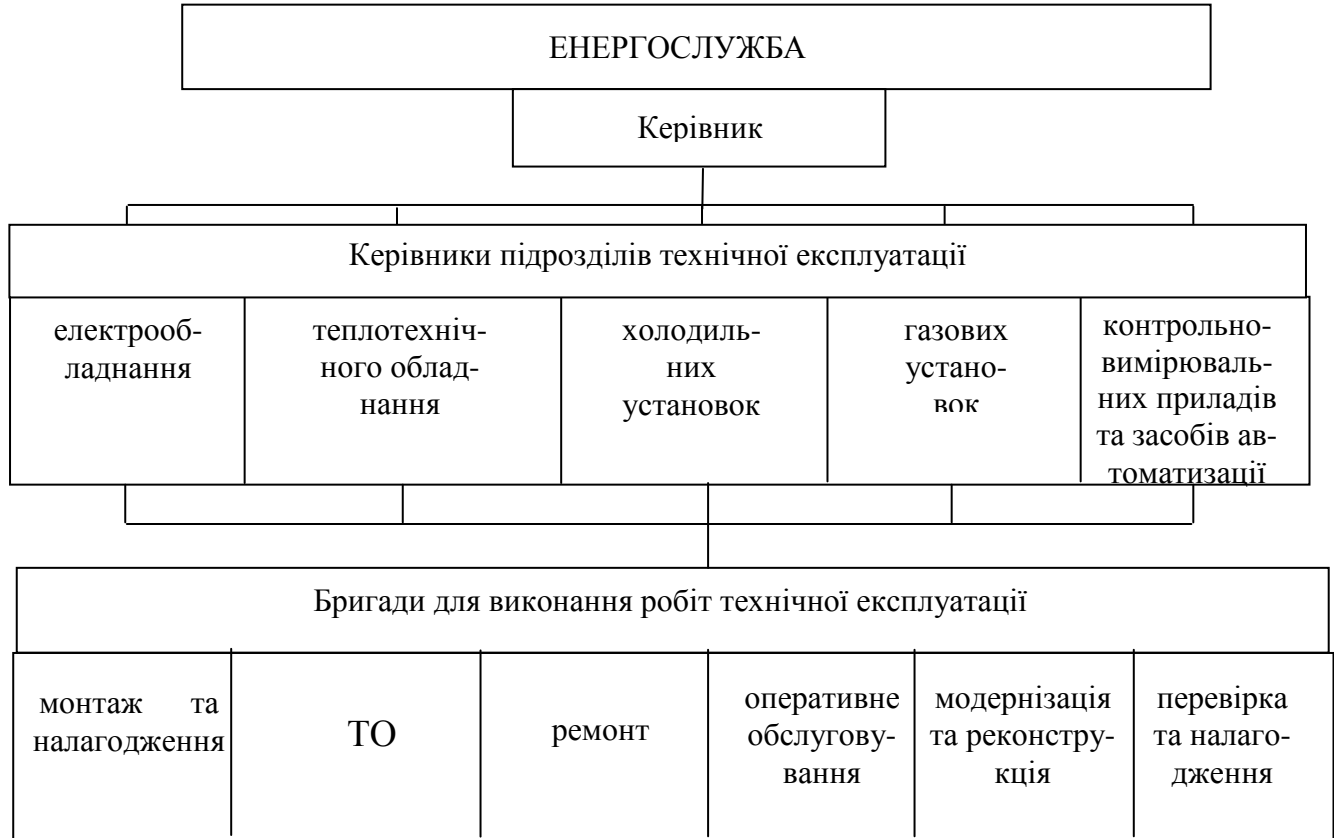 ЕНЕРГОСЛУЖБА
Керівник
Керівники підрозділів технічної експлуатації
електрооб-
ладнання
теплотехніч-
ного облад-
нання
холодиль-
них
установок
газових
устано-
вок
контрольно-
вимірюваль-
них приладів
та засобів ав-
томатизації
Бригади для виконання робіт технічної експлуатації
монтаж та
налагодження
ТО
ремонт
оперативне
обслугову-
вання
модернізація
та реконстру-
кція
перевірка
та налаго-
дження